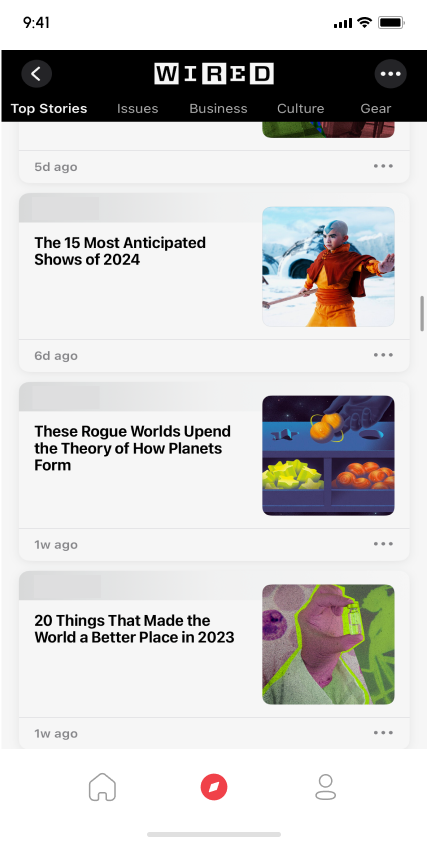 9:41
WIRED
Top Stories
Issues
Business
Culture
Gear
5d ago
The 15 Most Anticipated
Shows of 2024
6d ago
These Rogue Worlds Upend
the Theory of How Planets
Form
1w ago
20 Things That Made the
World a Better Place in 2023
1w ago